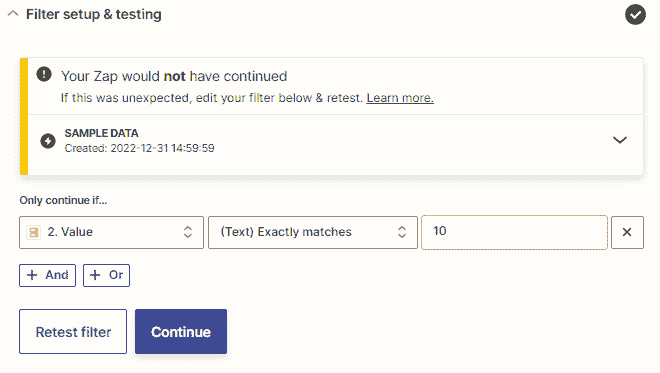 Filter setup & testing
Your Zap would not have continued
If this was unexpected, edit your filter below & retest. Learn more.
SAMPLE DATA
Created: 2022-12-31 14:59:59
Only continue if...
2. Value (Text) Exactly matches 10
+ And + Or
Retest filter Continue